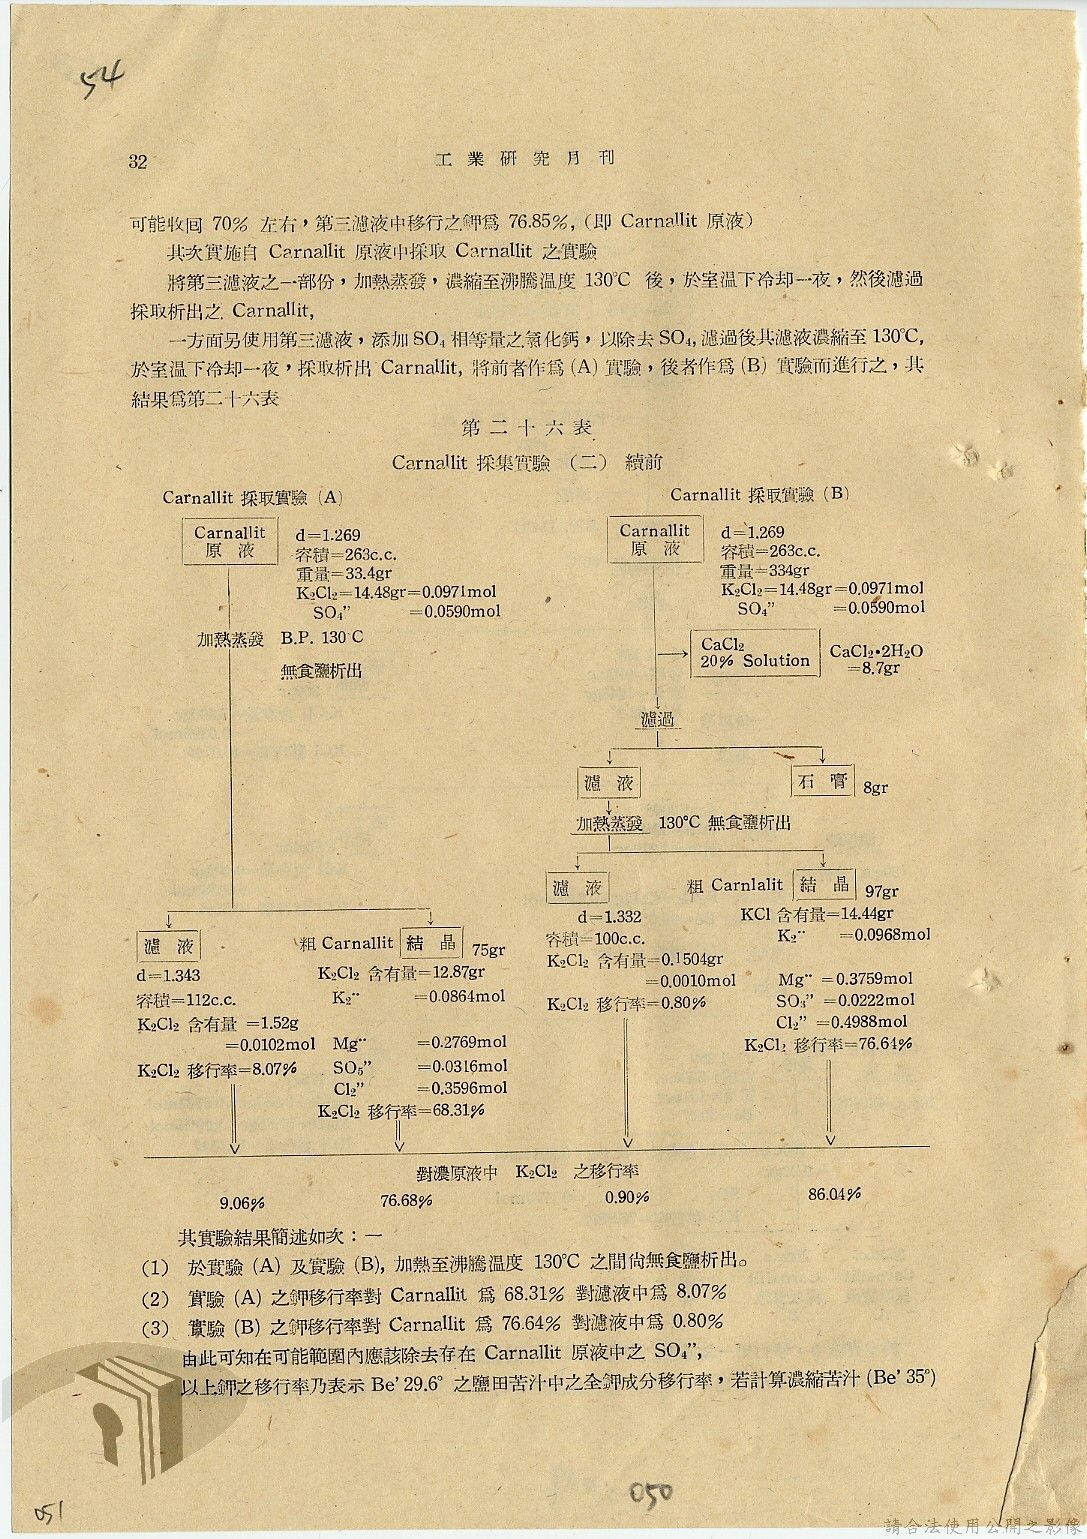 54
32
工業研究月刊
可能收囘 70% 左右，第三濾液中移行之鉀爲 76.85%, (即 Carnallit 原液)
其次實施自 Carnallit 原液中採取 Carnallit 之實驗
將第三濾液之一部份，加熱蒸發，濃縮至沸騰温度 130°C 後，於室温下冷却一夜，然後濾過
採取析出之 Carnallit,
一方面另使用第三濾液，添加 SO₄ 相等量之氯化鈣，以除去 SO₄, 濾過後其濾液濃縮至 130°C,
於室温下冷却一夜，採取析出 Carnallit, 將前者作爲 (A) 實驗，後者作爲 (B) 實驗而進行之，其
結果爲第二十六表
第二十六表
Carnallit 採集實驗 (二) 續前
Carnallit 採取實驗 (A)
Carnallit
原液
d=1.269
容積=263c.c.
重量=33.4gr
K₂Cl₂=14.48gr=0.0971mol
SO₄” =0.0590mol
加熱蒸發 B.P. 130°C
無食鹽析出
濾液
d=1.343
容積=112c.c.
K₂Cl₂ 含有量 =1.52g
=0.0102mol
K₂Cl₂ 移行率=8.07%
粗 Carnallit 結晶 75gr
K₂Cl₂ 含有量=12.87gr
K₂¨ =0.0864mol
Mg¨ =0.2769mol
SO₅” =0.0316mol
Cl₂” =0.3596mol
K₂Cl₂ 移行率=68.31%
Carnallit 採取實驗 (B)
Carnallit
原液
d=1.269
容積=263c.c.
重量=334gr
K₂Cl₂=14.48gr=0.0971mol
SO₄” =0.0590mol
CaCl₂
20% Solution
CaCl₂•2H₂O
=8.7gr
濾過
濾液
石膏 8gr
加熱蒸發 130°C 無食鹽析出
濾液
d=1.332
容積=100c.c.
K₂Cl₂ 含有量=0.1504gr
=0.0010mol
K₂Cl₂ 移行率=0.80%
粗 Carnlalit 結晶 97gr
KCl 含有量=14.44gr
K₂¨ =0.0968mol
Mg¨ =0.3759mol
SO₃” =0.0222mol
Cl₂” =0.4988mol
K₂Cl₂ 移行率=76.64%
對濃原液中 K₂Cl₂ 之移行率
9.06% 76.68% 0.90% 86.04%
其實驗結果簡述如次：一
(1) 於實驗 (A) 及實驗 (B), 加熱至沸騰温度 130°C 之間尙無食鹽析出。
(2) 實驗 (A) 之鉀移行率對 Carnallit 爲 68.31% 對濾液中爲 8.07%
(3) 實驗 (B) 之鉀移行率對 Carnallit 爲 76.64% 對濾液中爲 0.80%
由此可知在可能範圍內應該除去存在 Carnallit 原液中之 SO₄”,
以上鉀之移行率乃表示 Be’ 29.6° 之鹽田苦汁中之全鉀成分移行率，若計算濃縮苦汁 (Be’ 35°)
050
051
請合法使用公開之影像